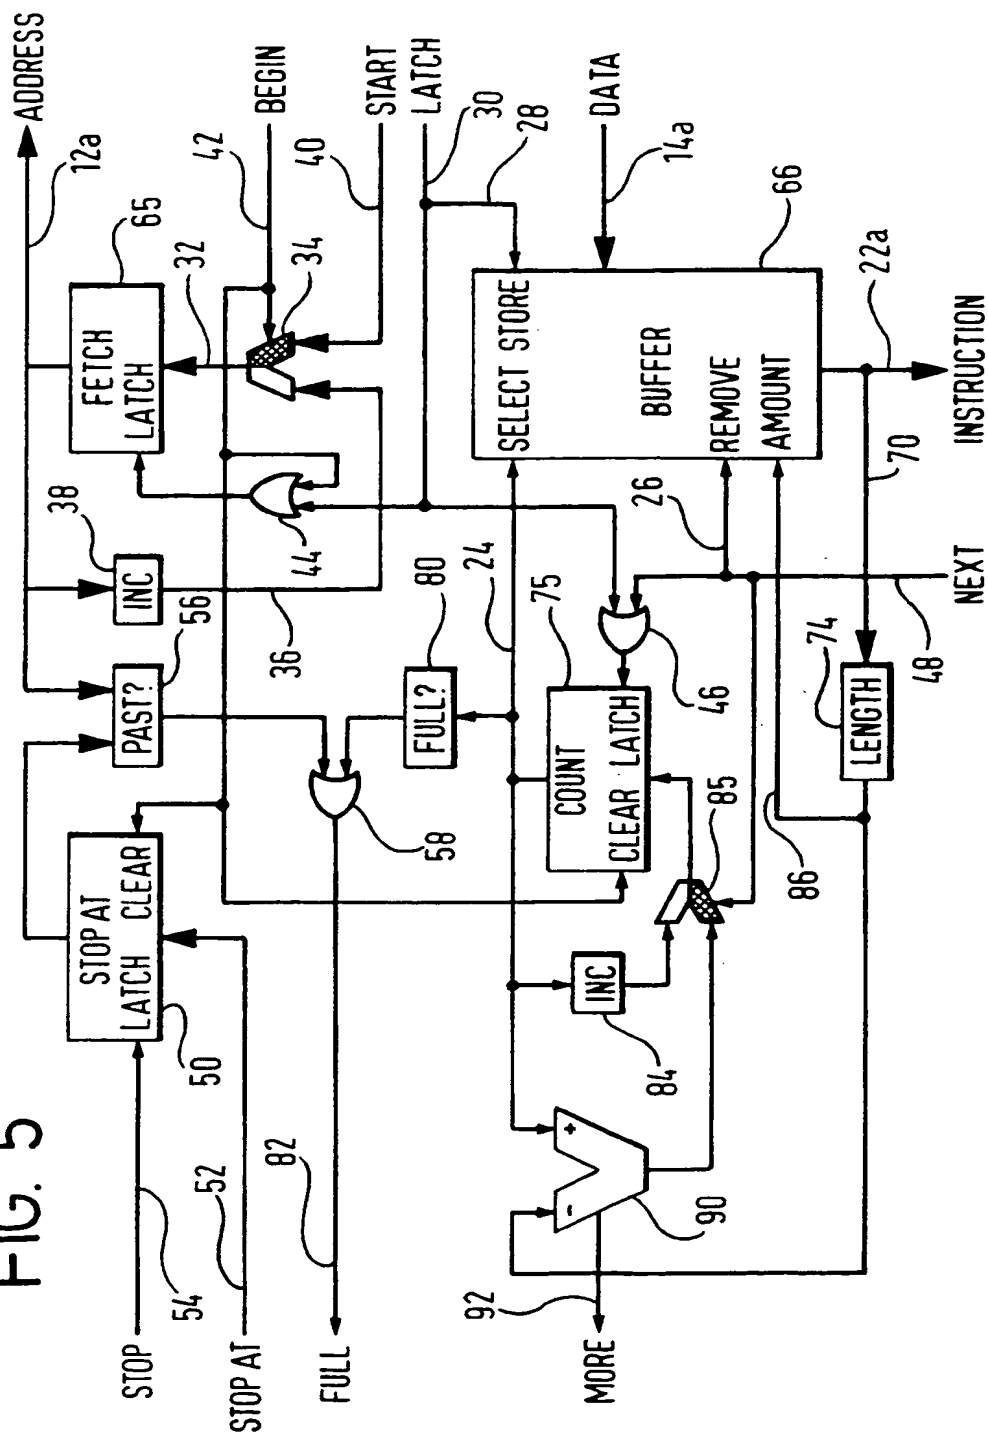 FIG. 5
ADDRESS
12a
BEGIN
42
START
40
LATCH
30
28
DATA
14a
65
FETCH
LATCH
32
34
44
38
INC
36
PAST?
56
STOP AT
LATCH CLEAR
50
STOP
54
STOP AT
52
FULL
82
58
FULL?
80
24
SELECT STORE
BUFFER
REMOVE
AMOUNT
66
22a
INSTRUCTION
70
26
NEXT
48
74
LENGTH
86
75
COUNT
CLEAR LATCH
46
85
INC
84
+
-
90
92
MORE